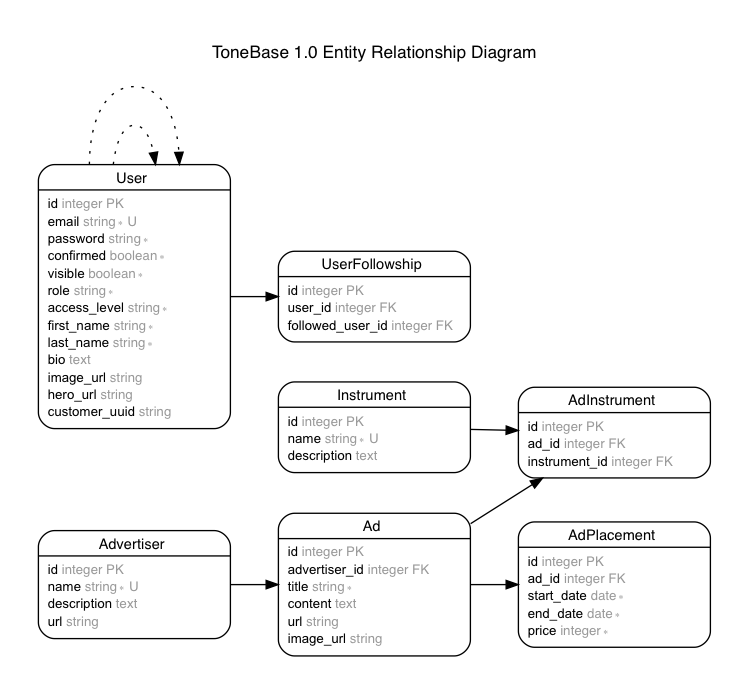 ToneBase 1.0 Entity Relationship Diagram
User
id integer PK
email string∗ U
password string∗
confirmed boolean∗
visible boolean∗
role string∗
access_level string∗
first_name string∗
last_name string∗
bio text
image_url string
hero_url string
customer_uuid string
UserFollowship
id integer PK
user_id integer FK
followed_user_id integer FK
Instrument
id integer PK
name string∗ U
description text
AdInstrument
id integer PK
ad_id integer FK
instrument_id integer FK
Advertiser
id integer PK
name string∗ U
description text
url string
Ad
id integer PK
advertiser_id integer FK
title string∗
content text
url string
image_url string
AdPlacement
id integer PK
ad_id integer FK
start_date date∗
end_date date∗
price integer∗